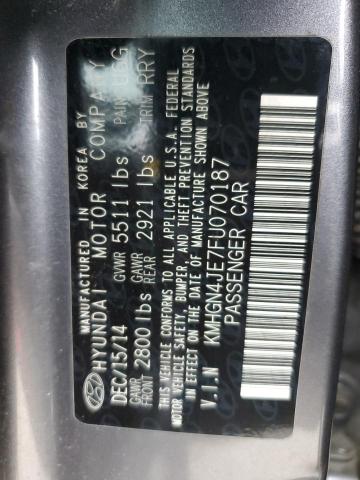 MANUFACTURED IN KOREA BY
HYUNDAI MOTOR COMPANY
DEC/15/14 GVWR 5511 lbs PAINT
GAWR FRONT 2800 lbs GAWR REAR 2921 lbs TRIM RRY
THIS VEHICLE CONFORMS TO ALL APPLICABLE U.S.A. FEDERAL
MOTOR VEHICLE SAFETY, BUMPER, AND THEFT PREVENTION STANDARDS
IN EFFECT ON THE DATE OF MANUFACTURE SHOWN ABOVE
V.I.N KMHGN4JE7FU070187
PASSENGER CAR